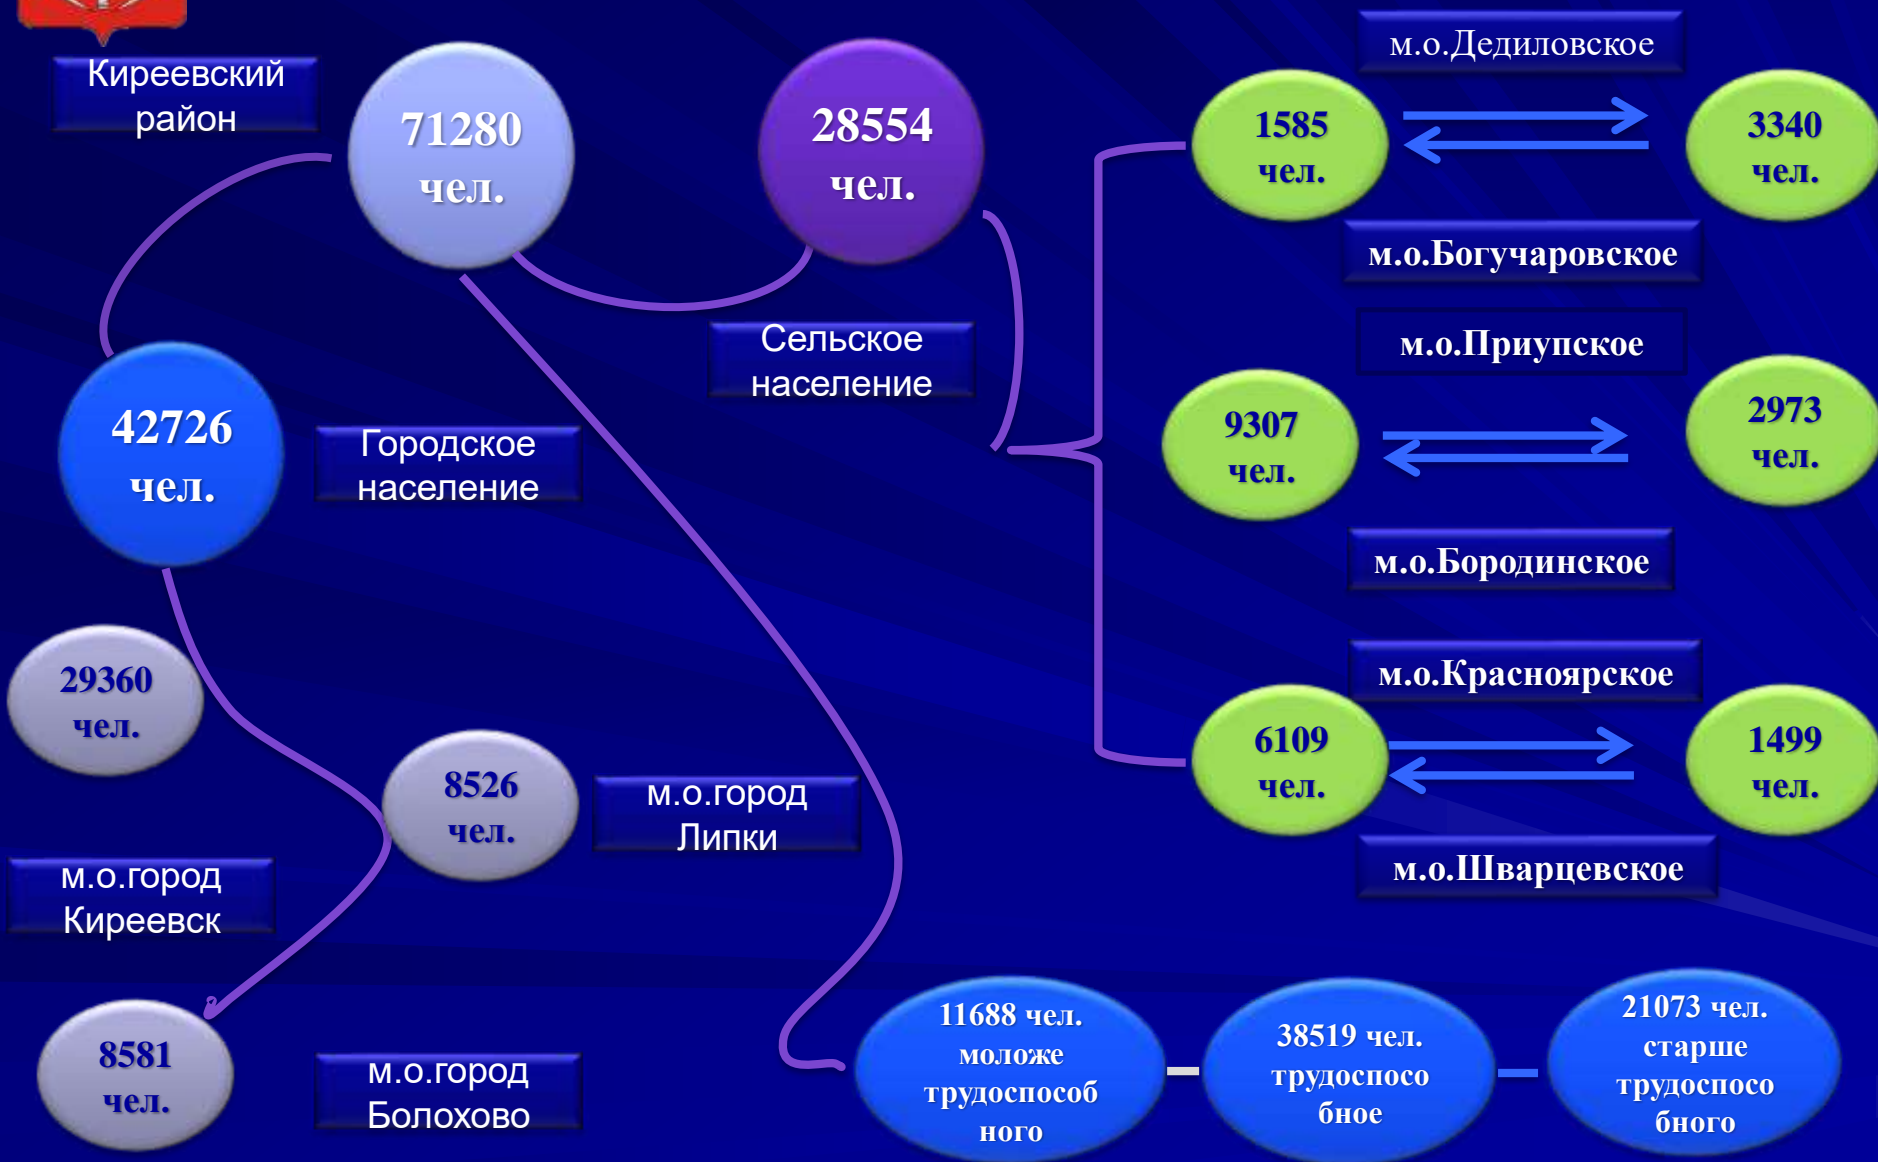 Киреевский
район
71280
чел.
28554
чел.
Сельское
население
42726
чел.
Городское
население
29360
чел.
8526
чел.
м.о.город
Липки
м.о.город
Киреевск
8581
чел.
м.о.город
Болохово
м.о.Дедиловское
1585
чел.
3340
чел.
м.о.Богучаровское
м.о.Приупское
9307
чел.
2973
чел.
м.о.Бородинское
м.о.Красноярское
6109
чел.
1499
чел.
м.о.Шварцевское
11688 чел.
моложе
трудоспособ
ного
38519 чел.
трудоспосо
бное
21073 чел.
старше
трудоспосо
бного